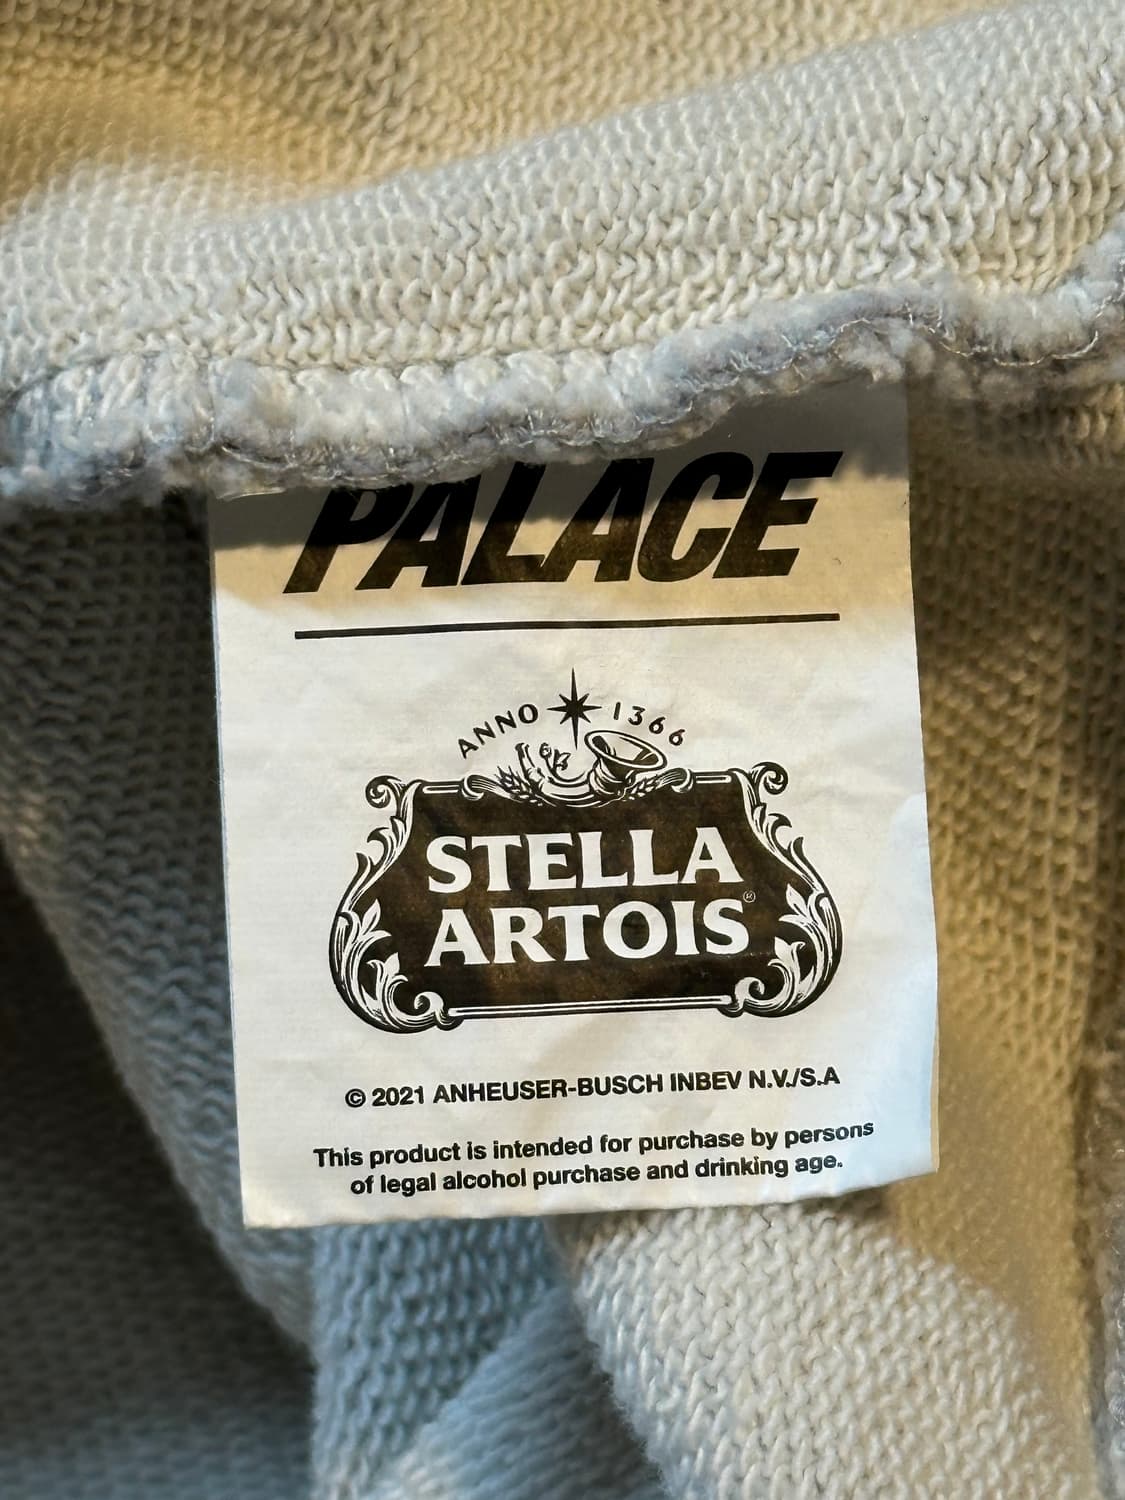 PALACE
ANNO 1366
STELLA
ARTOIS®
© 2021 ANHEUSER-BUSCH INBEV N.V./S.A
This product is intended for purchase by persons
of legal alcohol purchase and drinking age.